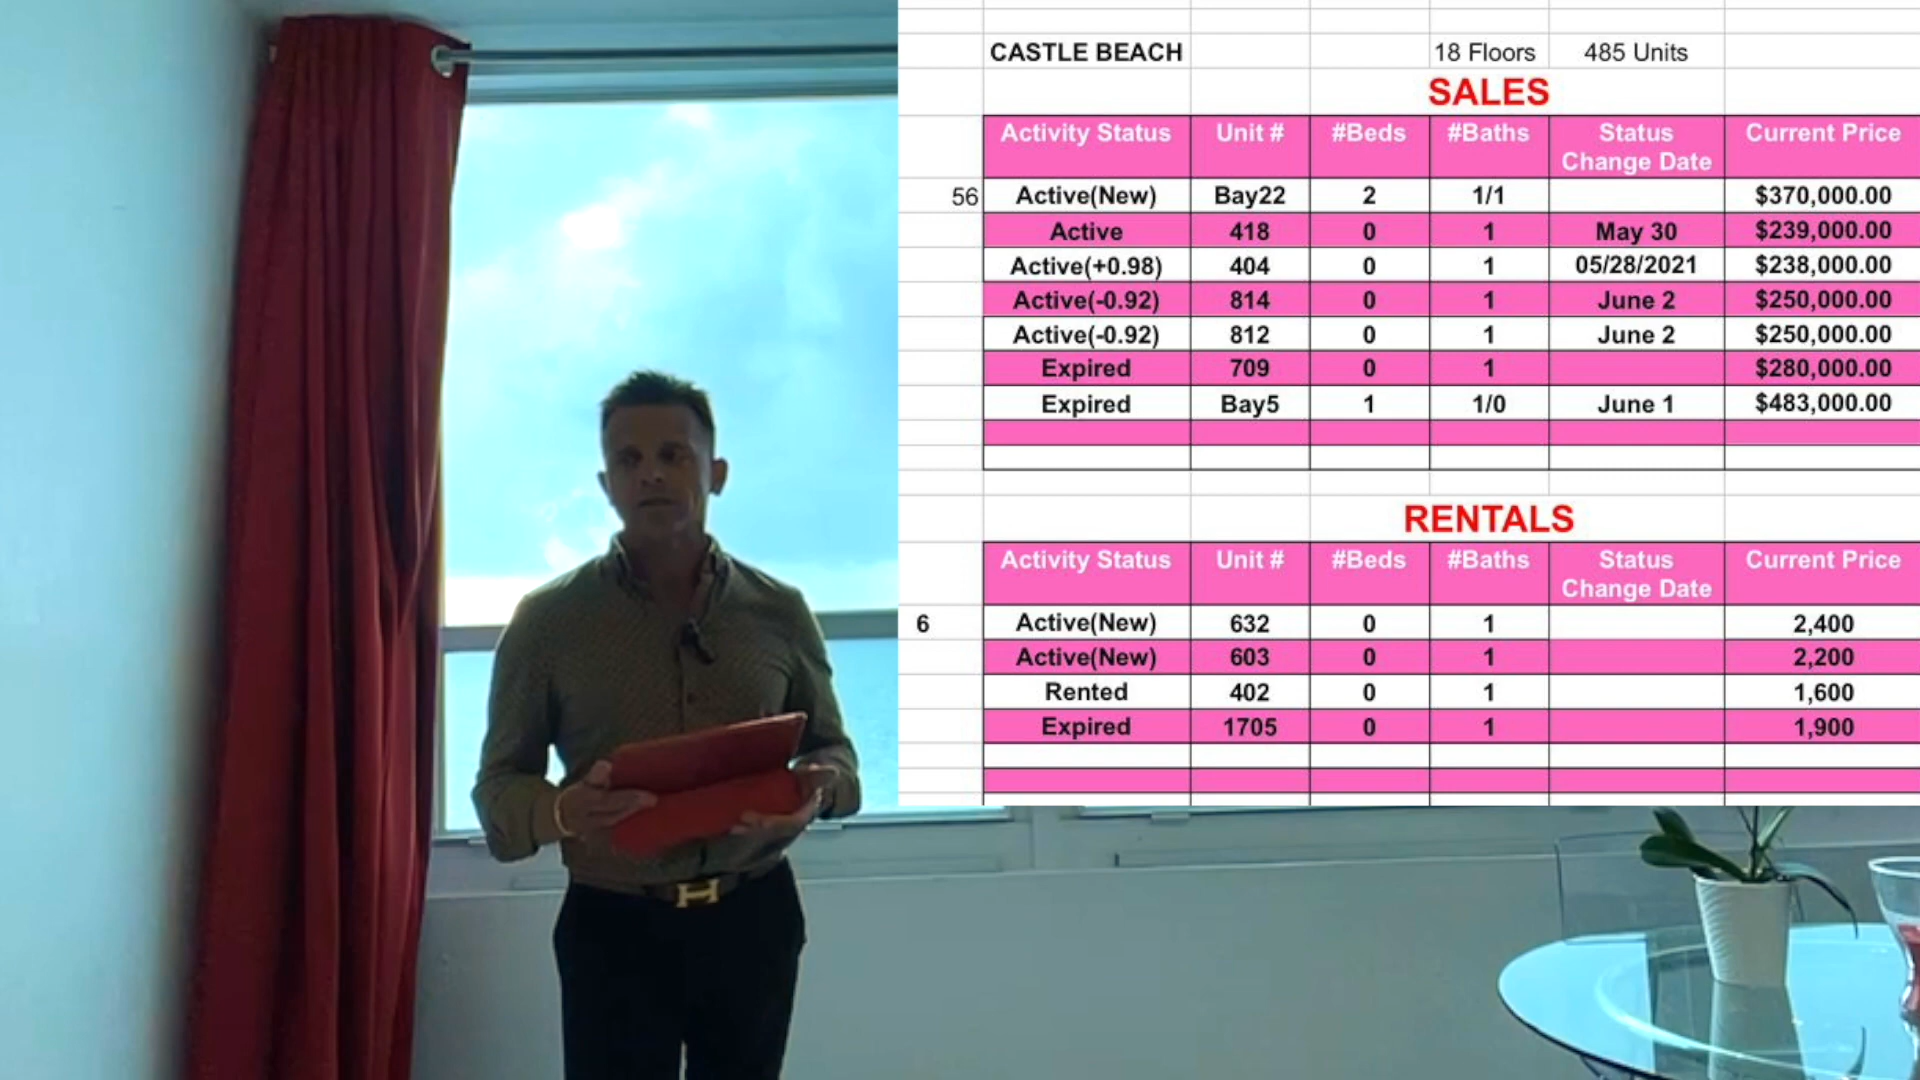 CASTLE BEACH 18 Floors 485 Units
SALES
Activity Status Unit # #Beds #Baths Status Change Date Current Price
56 Active(New) Bay22 2 1/1 $370,000.00
Active 418 0 1 May 30 $239,000.00
Active(+0.98) 404 0 1 05/28/2021 $238,000.00
Active(-0.92) 814 0 1 June 2 $250,000.00
Active(-0.92) 812 0 1 June 2 $250,000.00
Expired 709 0 1 $280,000.00
Expired Bay5 1 1/0 June 1 $483,000.00
RENTALS
Activity Status Unit # #Beds #Baths Status Change Date Current Price
6 Active(New) 632 0 1 2,400
Active(New) 603 0 1 2,200
Rented 402 0 1 1,600
Expired 1705 0 1 1,900